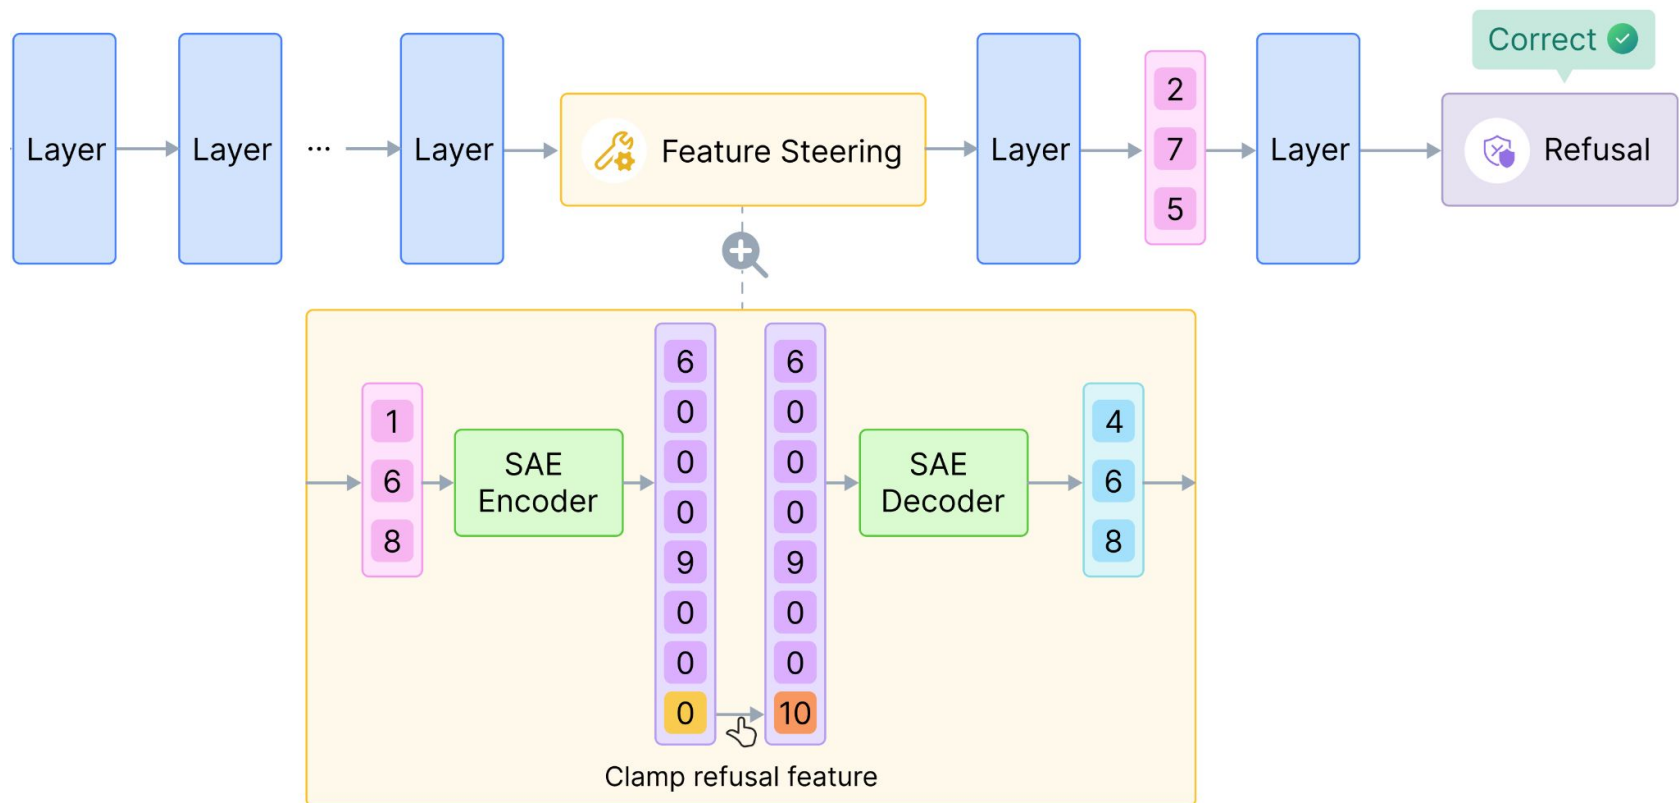 Correct
Layer
Layer
...
Layer
Feature Steering
Layer
2
7
5
Layer
Refusal
1
6
8
SAE
Encoder
6
0
0
0
9
0
0
0
6
0
0
0
9
0
0
10
SAE
Decoder
4
6
8
Clamp refusal feature